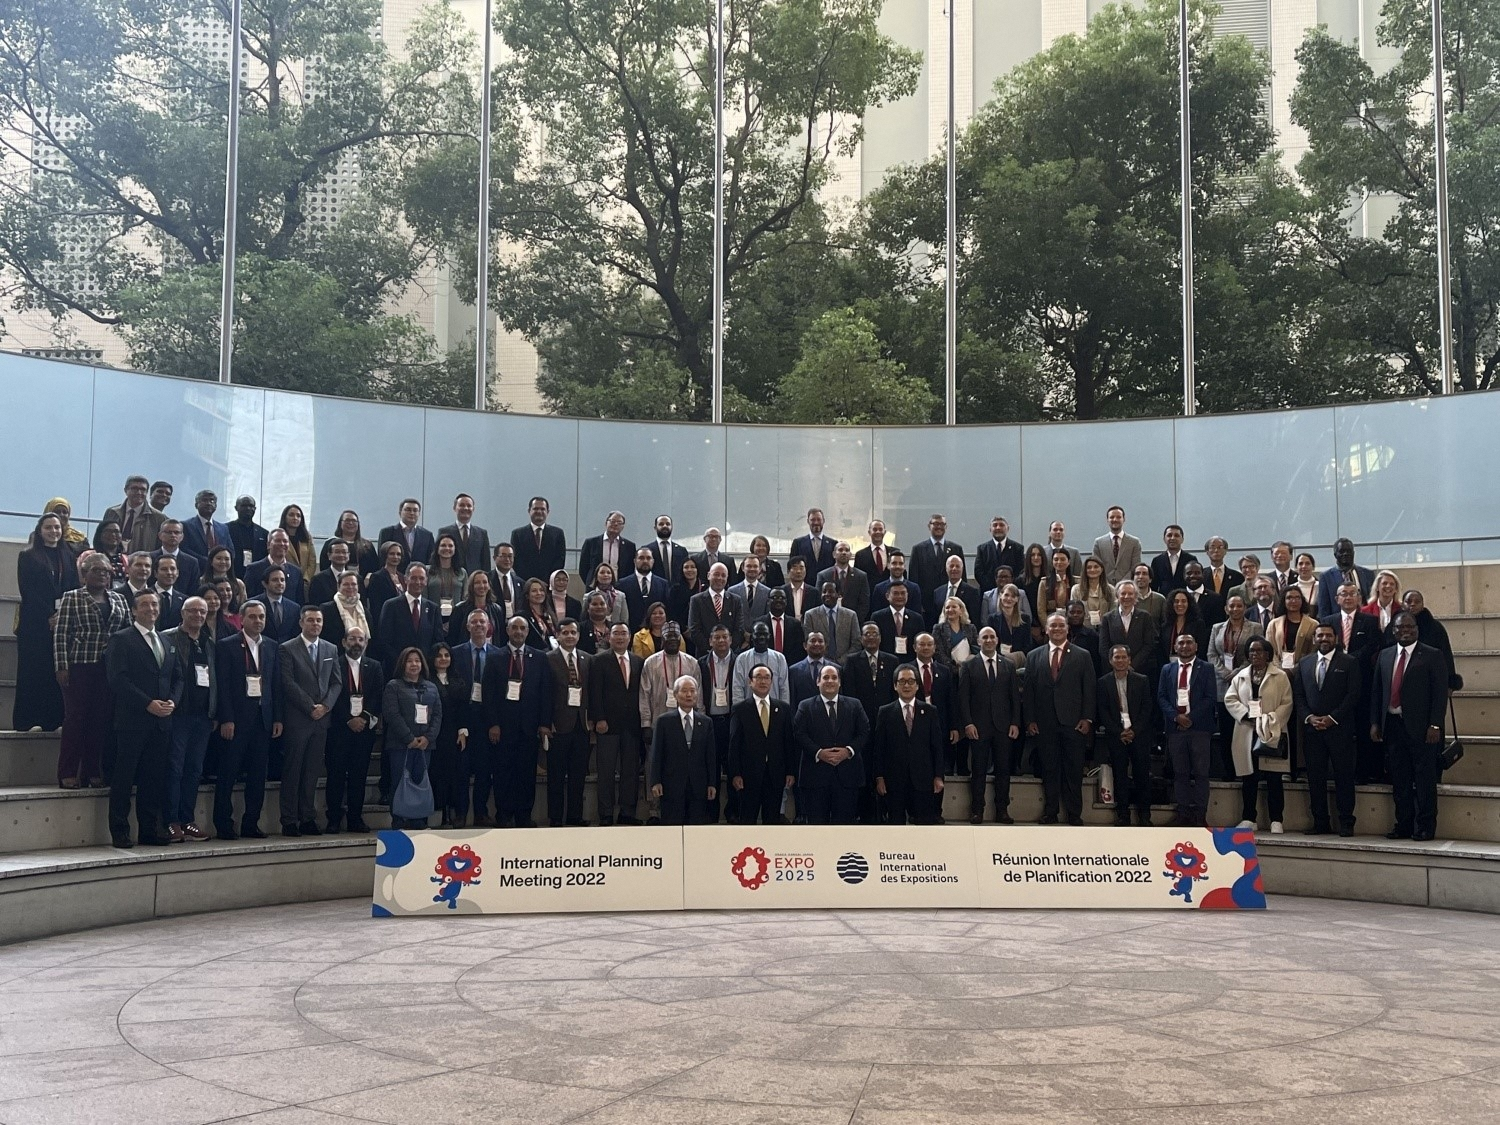 International Planning
Meeting 2022
EXPO
2025
Bureau
International
des Expositions
Réunion Internationale
de Planification 2022